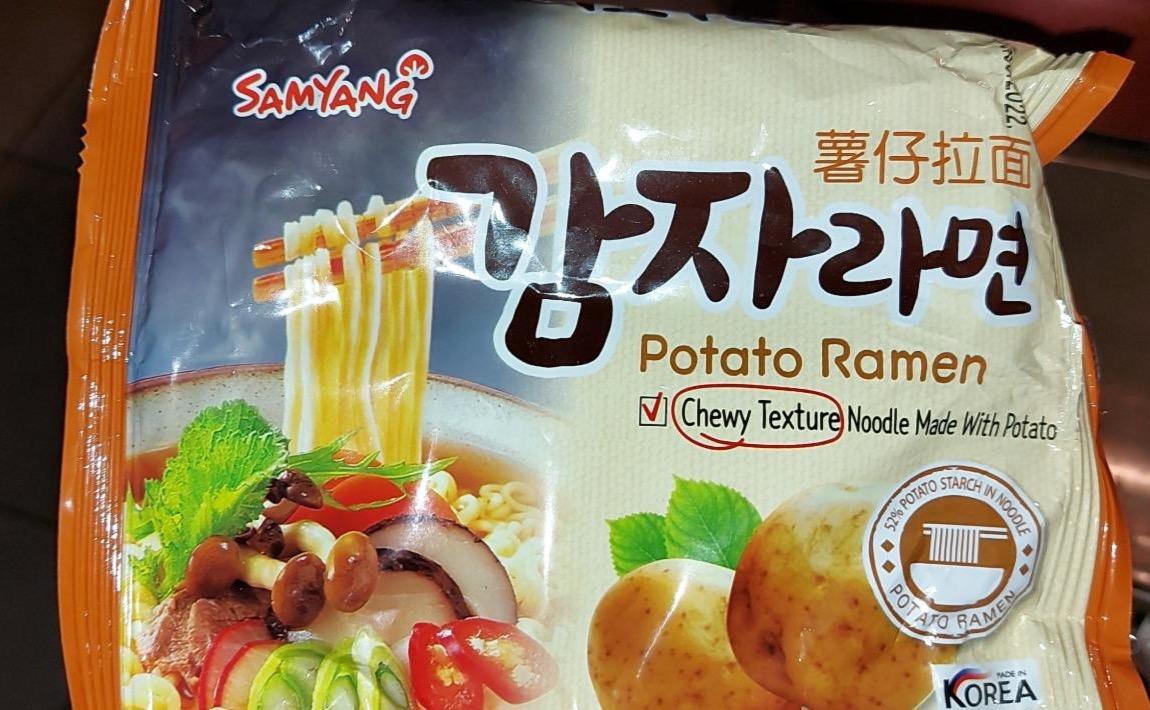 SAMYANG
2022.
薯仔拉面
감자라면
Potato Ramen
Chewy Texture Noodle Made With Potato
52% POTATO STARCH IN NOODLE
POTATO RAMEN
MADE IN
KOREA